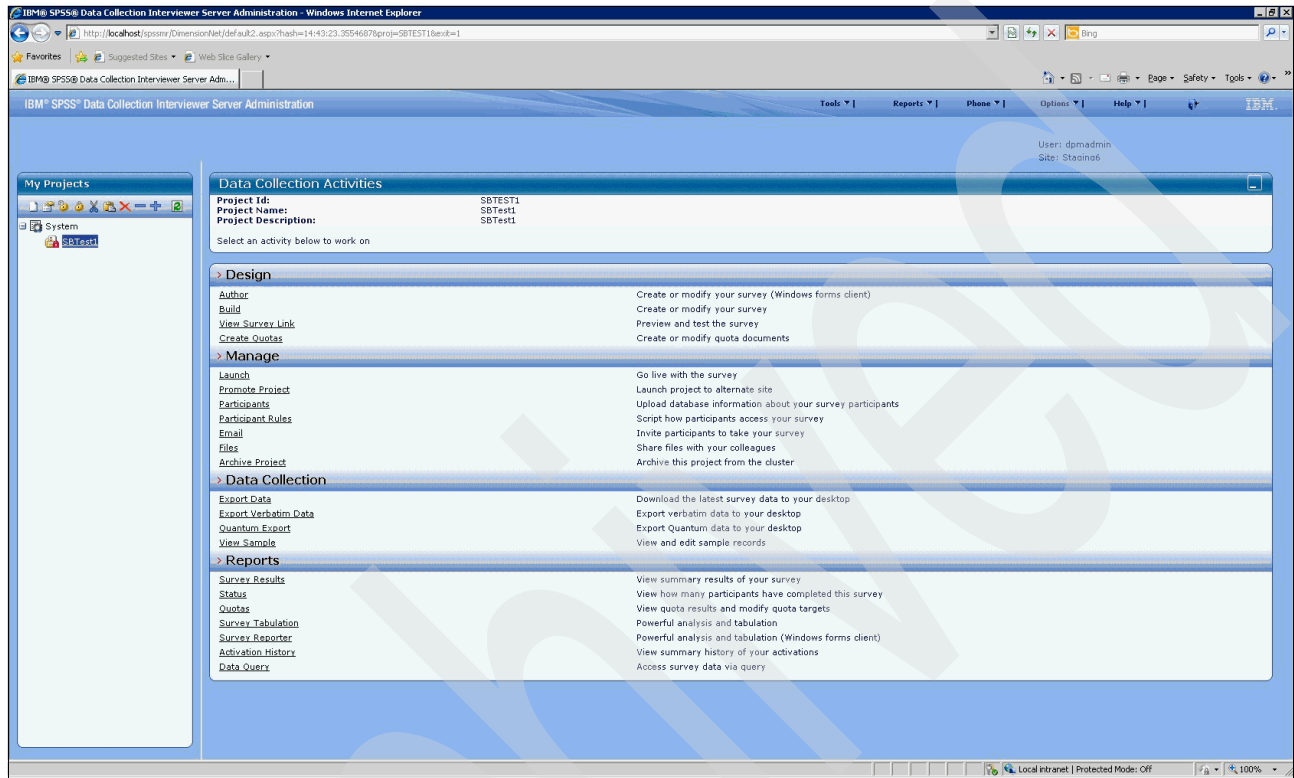 IBM® SPSS® Data Collection Interviewer Server Administration - Windows Internet Explorer
http://localhost/spssmr/DimensionNet/default2.aspx?hash=14:43:23.3554687&proj=SBTEST1&exit=1
Bing
Favorites Suggested Sites Web Slice Gallery
IBM® SPSS® Data Collection Interviewer Server Adm...
Page Safety Tools »
IBM® SPSS® Data Collection Interviewer Server Administration
Tools | Reports | Phone | Options | Help | IBM.
User: dpmadmin
Site: Staging6
My Projects
System
SBTest1
Data Collection Activities
Project Id: SBTEST1
Project Name: SBTest1
Project Description: SBTest1
Select an activity below to work on
> Design
Author Create or modify your survey (Windows forms client)
Build Create or modify your survey
View Survey Link Preview and test the survey
Create Quotas Create or modify quota documents
> Manage
Launch Go live with the survey
Promote Project Launch project to alternate site
Participants Upload database information about your survey participants
Participant Rules Script how participants access your survey
Email Invite participants to take your survey
Files Share files with your colleagues
Archive Project Archive this project from the cluster
> Data Collection
Export Data Download the latest survey data to your desktop
Export Verbatim Data Export verbatim data to your desktop
Quantum Export Export Quantum data to your desktop
View Sample View and edit sample records
> Reports
Survey Results View summary results of your survey
Status View how many participants have completed this survey
Quotas View quota results and modify quota targets
Survey Tabulation Powerful analysis and tabulation
Survey Reporter Powerful analysis and tabulation (Windows forms client)
Activation History View summary history of your activations
Data Query Access survey data via query
Local intranet | Protected Mode: Off
100%